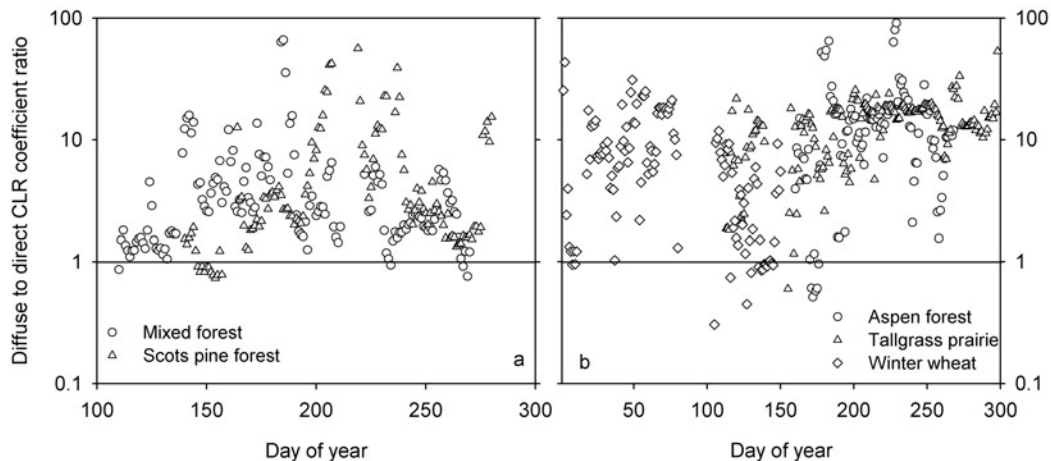 Diffuse to direct CLR coefficient ratio
100
10
1
0.1
Mixed forest
Scots pine forest
a
100 150 200 250
Day of year
b
Aspen forest
Tallgrass prairie
Winter wheat
50 100 150 200 250 300
Day of year
100
10
1
0.1